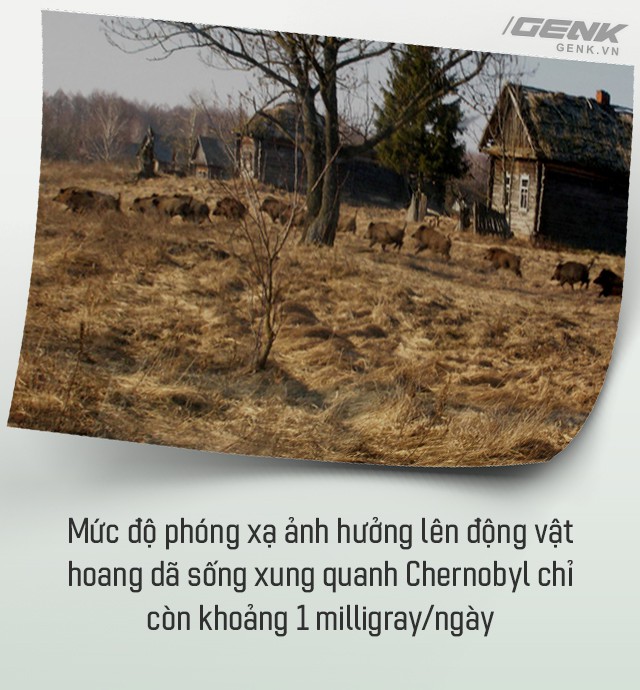 /GENK
GENK.VN
Mức độ phóng xạ ảnh hưởng lên động vật
hoang dã sống xung quanh Chernobyl chỉ
còn khoảng 1 milligray/ngày